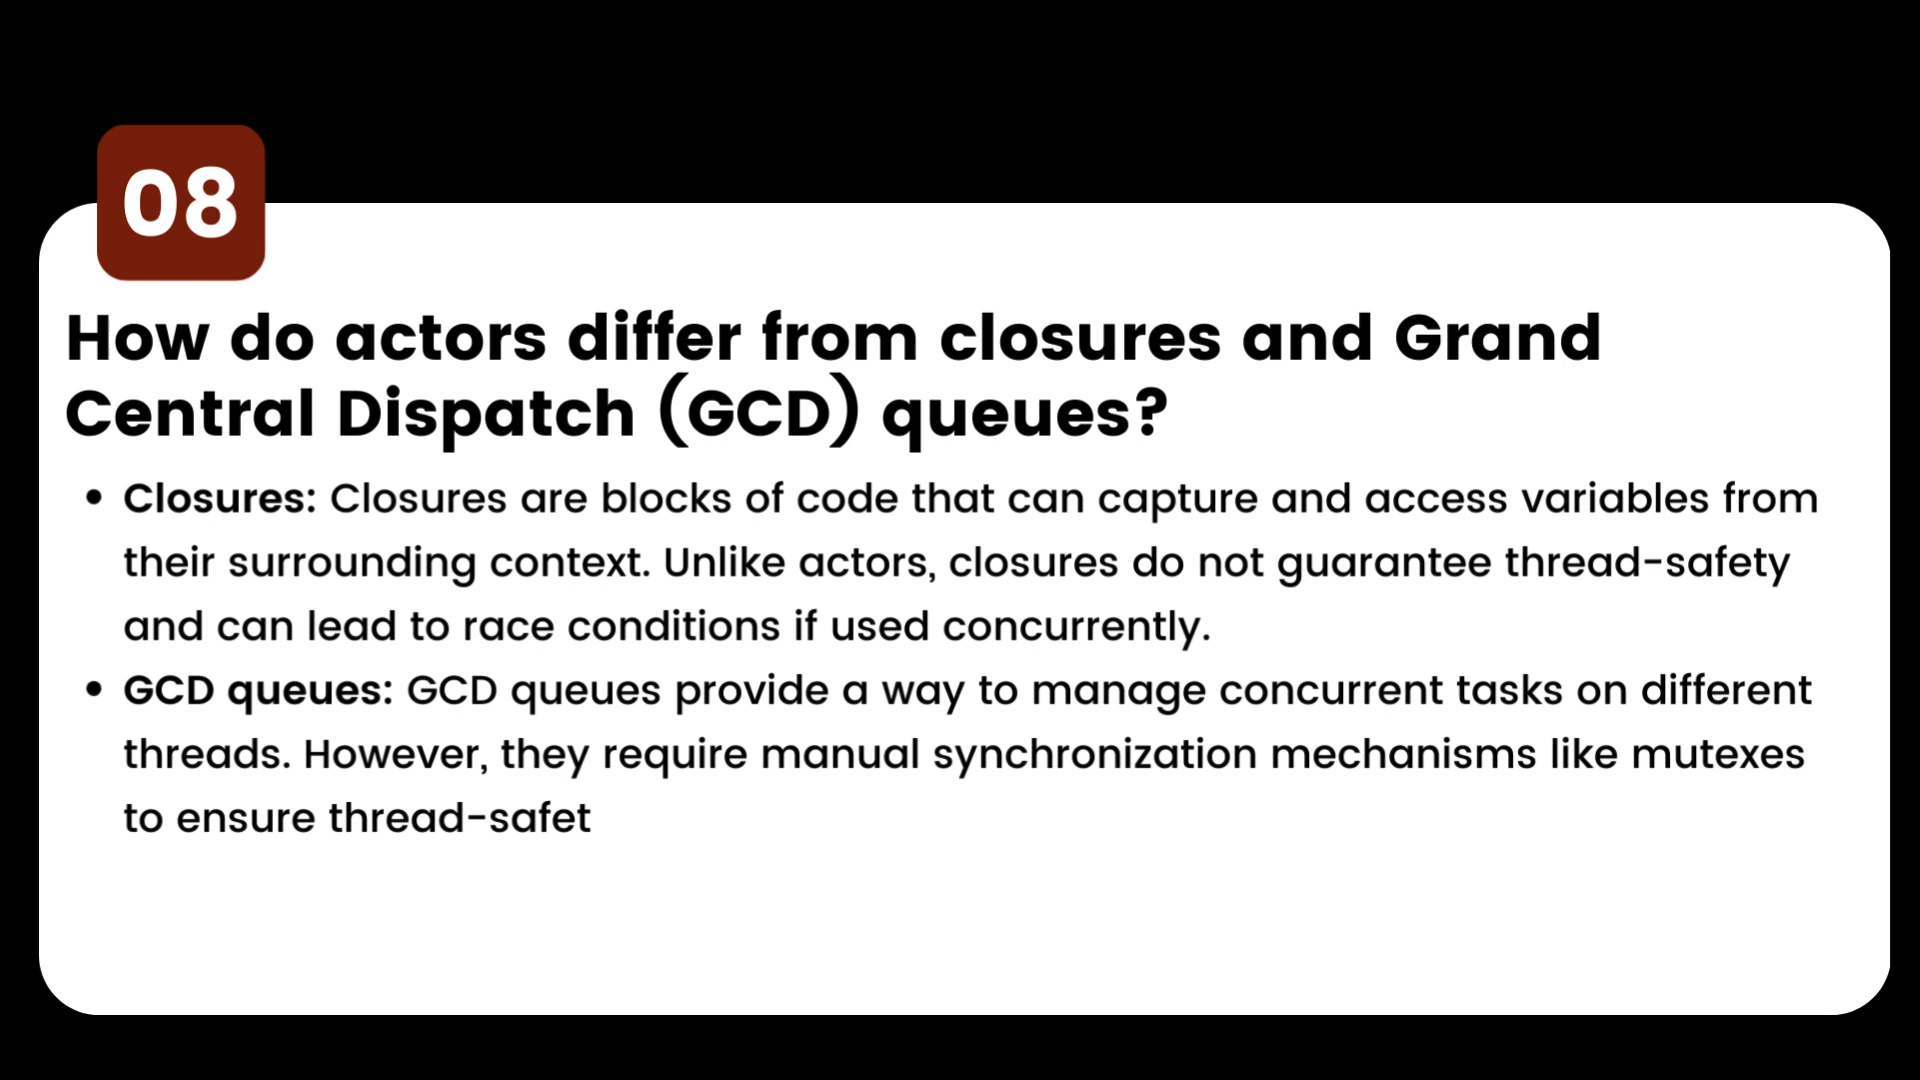 08
How do actors differ from closures and Grand
Central Dispatch (GCD) queues?
• Closures: Closures are blocks of code that can capture and access variables from
their surrounding context. Unlike actors, closures do not guarantee thread-safety
and can lead to race conditions if used concurrently.
• GCD queues: GCD queues provide a way to manage concurrent tasks on different
threads. However, they require manual synchronization mechanisms like mutexes
to ensure thread-safet